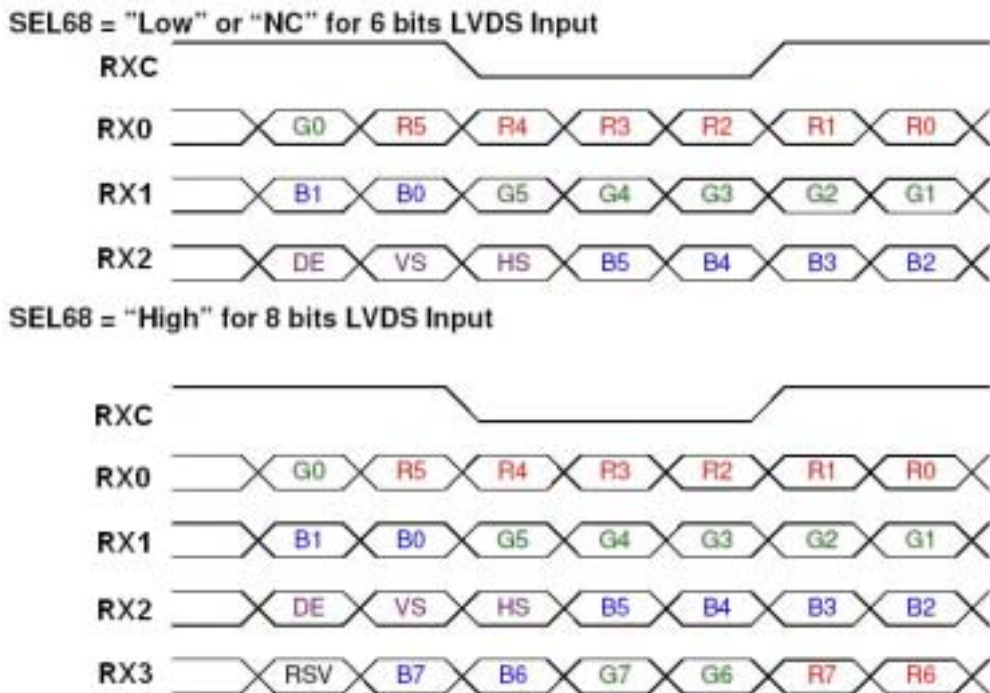 SEL68 = "Low" or “NC” for 6 bits LVDS Input
RXC
RX0 G0 R5 R4 R3 R2 R1 R0
RX1 B1 B0 G5 G4 G3 G2 G1
RX2 DE VS HS B5 B4 B3 B2
SEL68 = “High” for 8 bits LVDS Input
RXC
RX0 G0 R5 R4 R3 R2 R1 R0
RX1 B1 B0 G5 G4 G3 G2 G1
RX2 DE VS HS B5 B4 B3 B2
RX3 RSV B7 B6 G7 G6 R7 R6